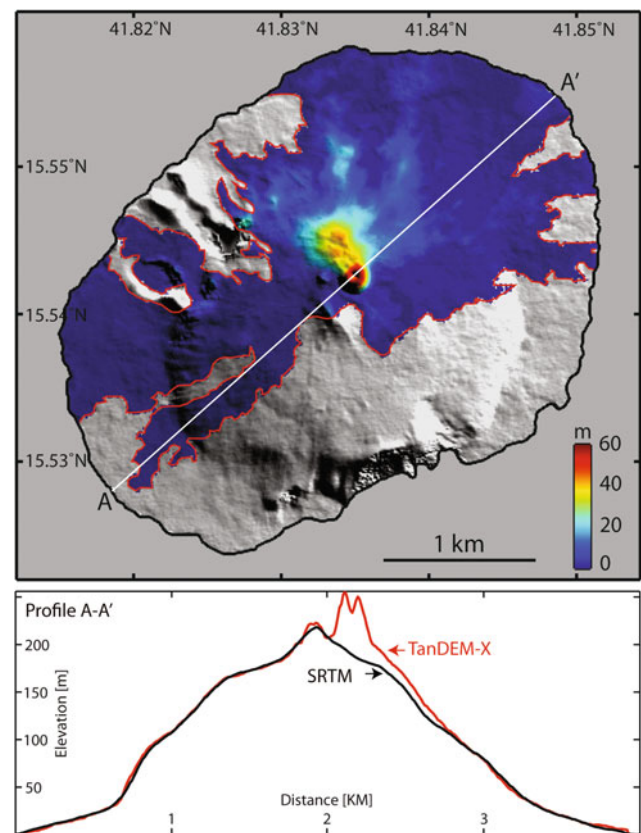 41.82°E 41.83°E 41.84°E 41.85°E
A'
15.55°N
15.54°N
15.53°N
A
m
60
40
20
0
1 km
Profile A-A'
200
150
100
50
Elevation [m]
TanDEM-X
SRTM
Distance [KM]
1 2 3